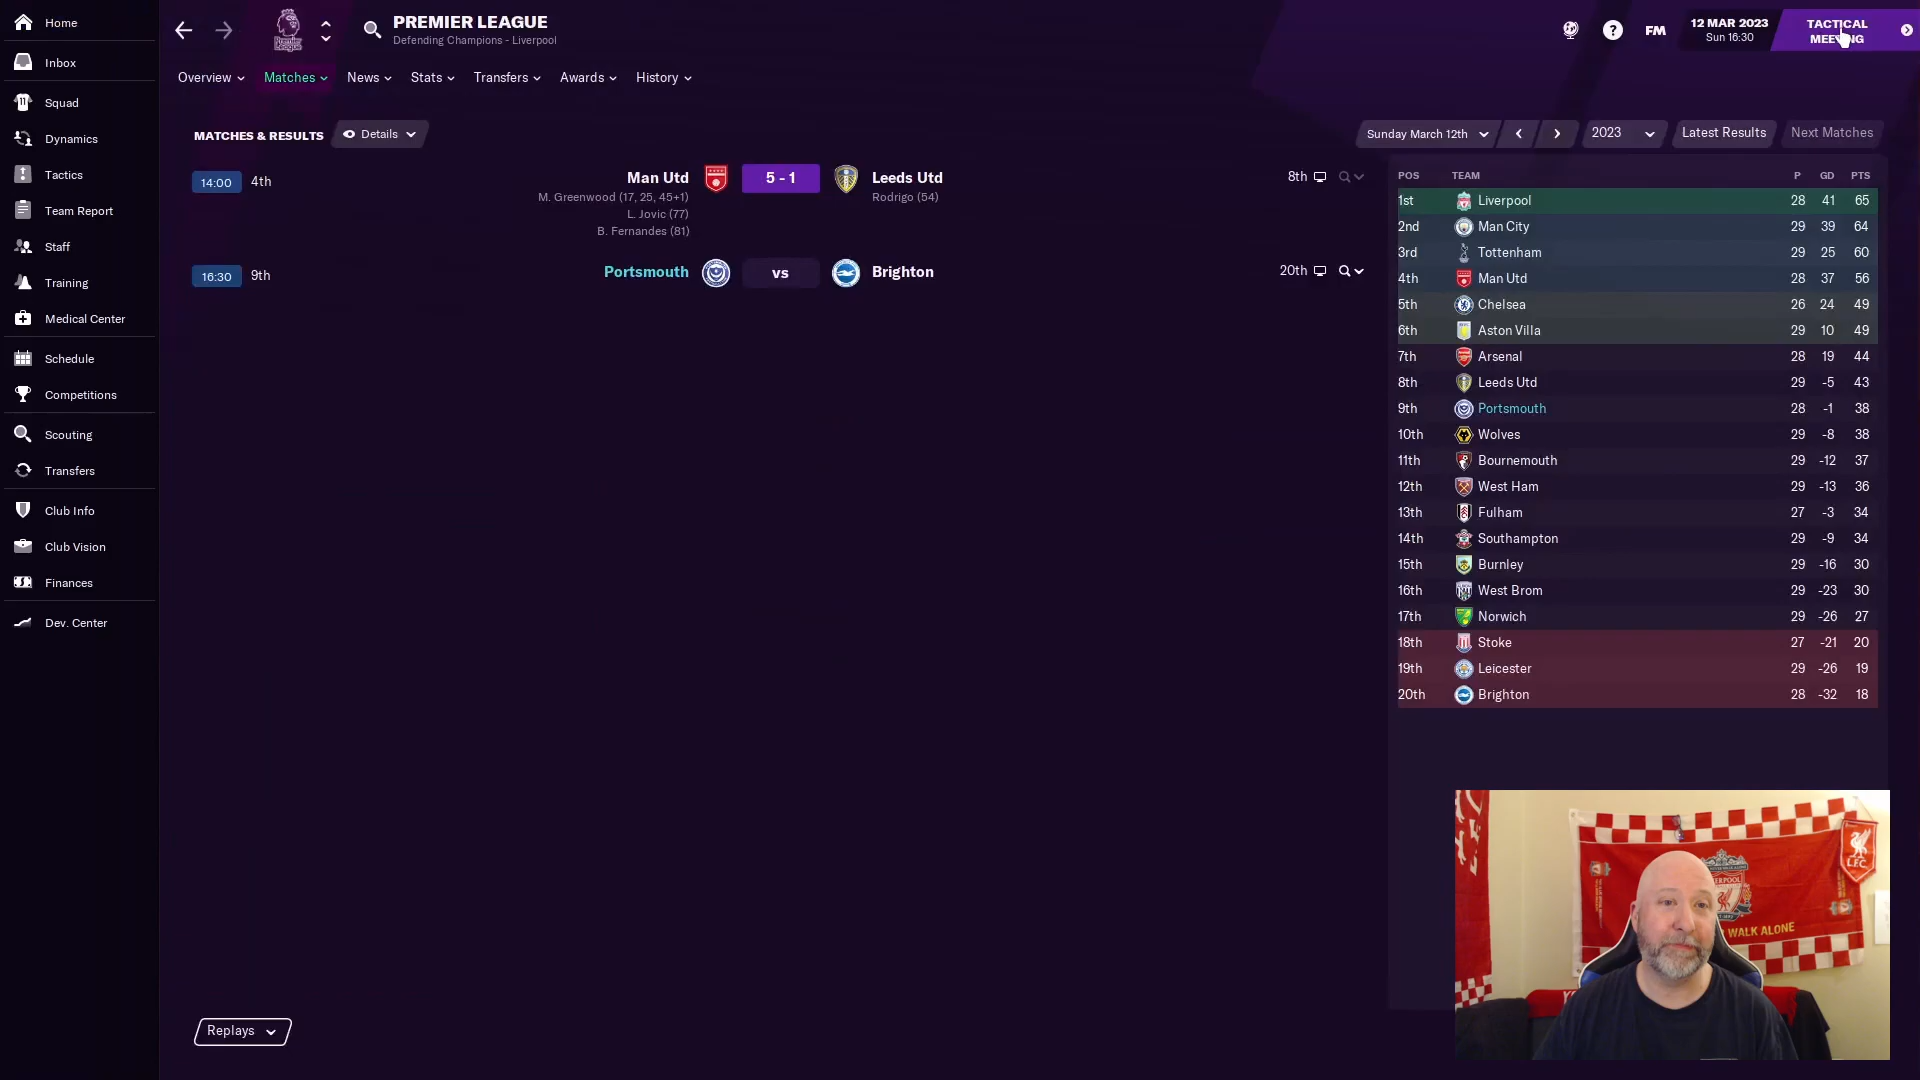 Home
Inbox
Squad
Dynamics
Tactics
Team Report
Staff
Training
Medical Center
Schedule
Competitions
Scouting
Transfers
Club Info
Club Vision
Finances
Dev. Center
PREMIER LEAGUE
Defending Champions - Liverpool
FM
12 MAR 2023
Sun 16:30
TACTICAL
MEETING
Overview Matches News Stats Transfers Awards History
MATCHES & RESULTS Details
Sunday March 12th 2023 Latest Results Next Matches
14:00 4th Man Utd 5 - 1 Leeds Utd 8th
M. Greenwood (17, 25, 45+1) Rodrigo (54)
L. Jovic (77)
B. Fernandes (81)
16:30 9th Portsmouth vs Brighton 20th
POS TEAM P GD PTS
1st Liverpool 28 41 65
2nd Man City 29 39 64
3rd Tottenham 29 25 60
4th Man Utd 28 37 56
5th Chelsea 26 24 49
6th Aston Villa 29 10 49
7th Arsenal 28 19 44
8th Leeds Utd 29 -5 43
9th Portsmouth 28 -1 38
10th Wolves 29 -8 38
11th Bournemouth 29 -12 37
12th West Ham 29 -13 36
13th Fulham 27 -3 34
14th Southampton 29 -9 34
15th Burnley 29 -16 30
16th West Brom 29 -23 30
17th Norwich 29 -26 27
18th Stoke 27 -21 20
19th Leicester 29 -26 19
20th Brighton 28 -32 18
L.F.C.
LIVERPOOL
WALK ALONE
Replays